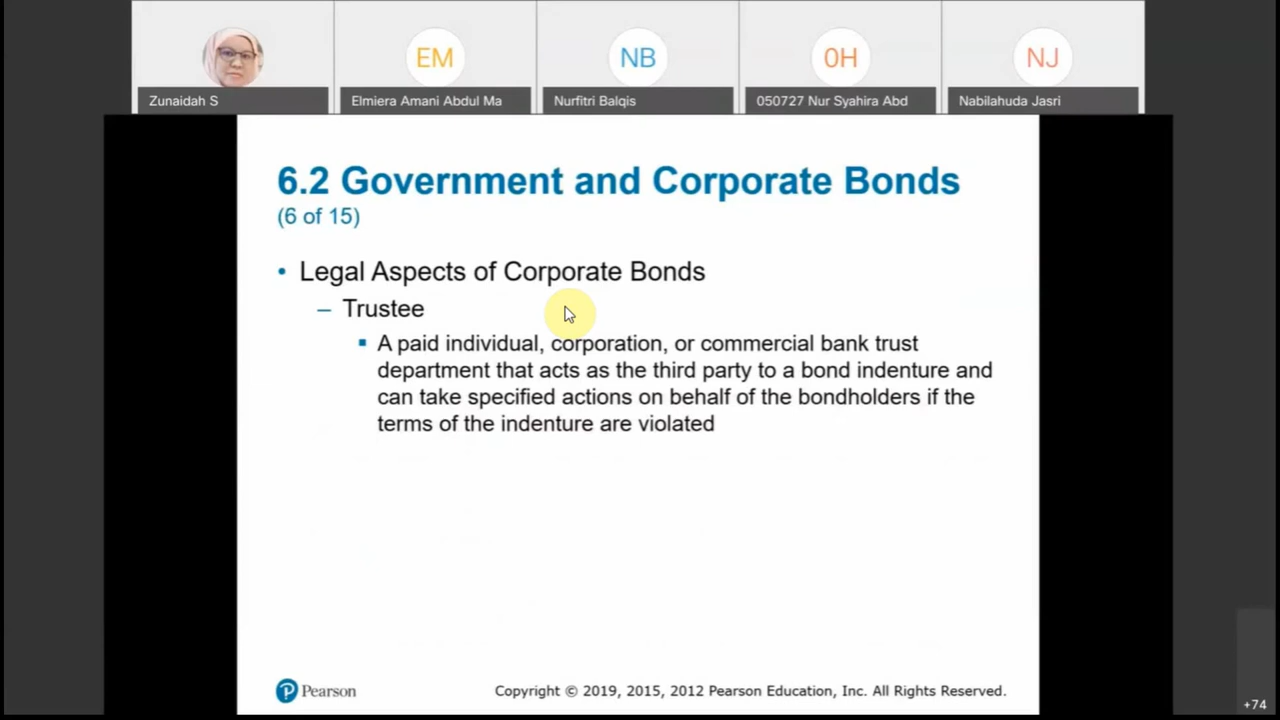 EM
NB
0H
NJ
Zunaidah S
Elmiera Amani Abdul Ma
Nurfitri Balqis
050727 Nur Syahira Abd
Nabilahuda Jasri
6.2 Government and Corporate Bonds
(6 of 15)
• Legal Aspects of Corporate Bonds
– Trustee
▪ A paid individual, corporation, or commercial bank trust
department that acts as the third party to a bond indenture and
can take specified actions on behalf of the bondholders if the
terms of the indenture are violated
P Pearson
Copyright © 2019, 2015, 2012 Pearson Education, Inc. All Rights Reserved.
+74